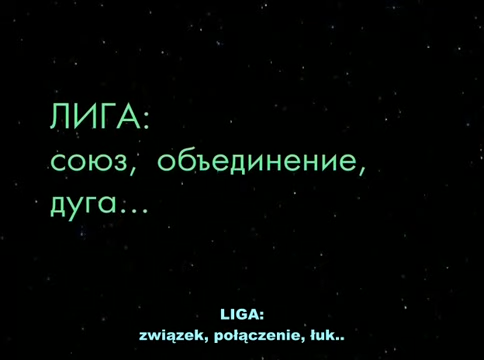 ЛИГА:
союз, объединение,
дуга...
LIGA:
związek, połączenie, łuk..